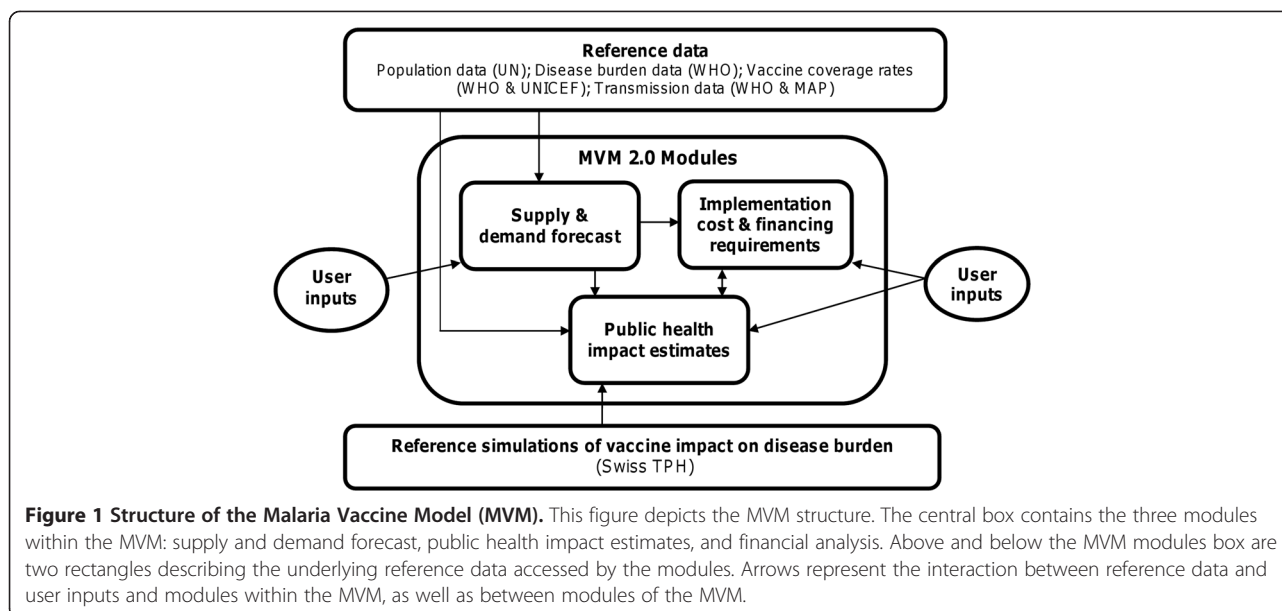 Reference data
Population data (UN); Disease burden data (WHO); Vaccine coverage rates
(WHO & UNICEF); Transmission data (WHO & MAP)
MVM 2.0 Modules
Supply &
demand forecast
Implementation
cost & financing
requirements
User
inputs
User
inputs
Public health
impact estimates
Reference simulations of vaccine impact on disease burden
(Swiss TPH)
Figure 1 Structure of the Malaria Vaccine Model (MVM). This figure depicts the MVM structure. The central box contains the three modules
within the MVM: supply and demand forecast, public health impact estimates, and financial analysis. Above and below the MVM modules box are
two rectangles describing the underlying reference data accessed by the modules. Arrows represent the interaction between reference data and
user inputs and modules within the MVM, as well as between modules of the MVM.